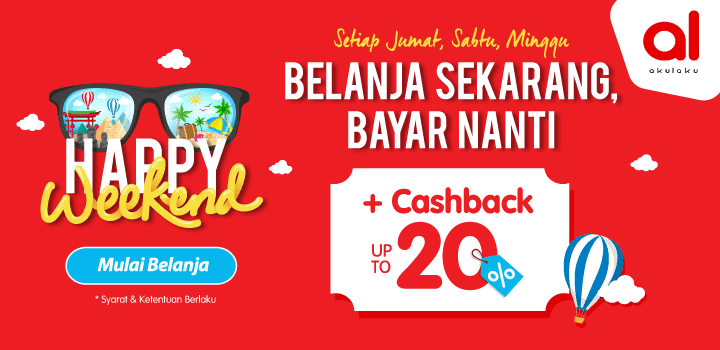 al
akulaku
Setiap Jumat, Sabtu, Minggu
BELANJA SEKARANG,
BAYAR NANTI
HAPPY
Weekend
+ Cashback
UP
TO
20
%
Mulai Belanja
* Syarat & Ketentuan Berlaku